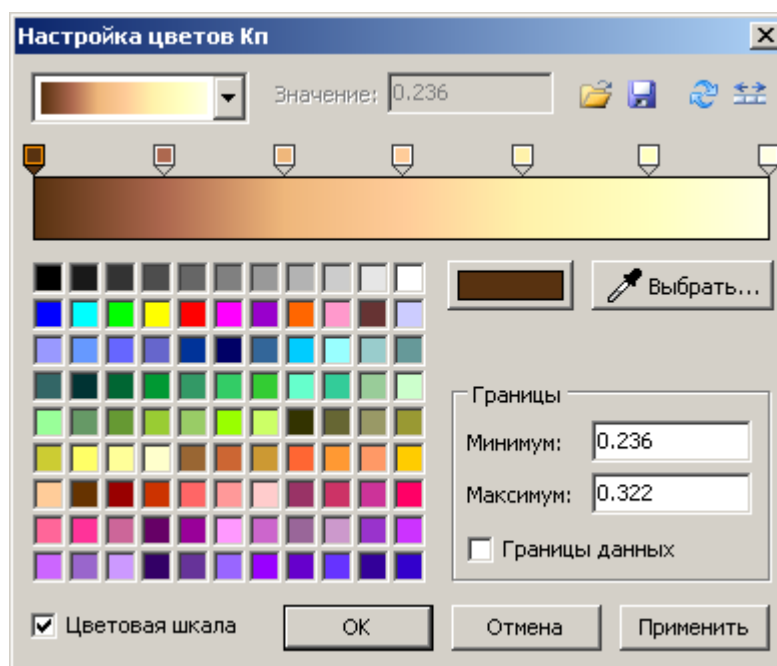 Настройка цветов Кп
Значение: 0.236
Выбрать...
Границы
Минимум: 0.236
Максимум: 0.322
Границы данных
Цветовая шкала
OK
Отмена
Применить